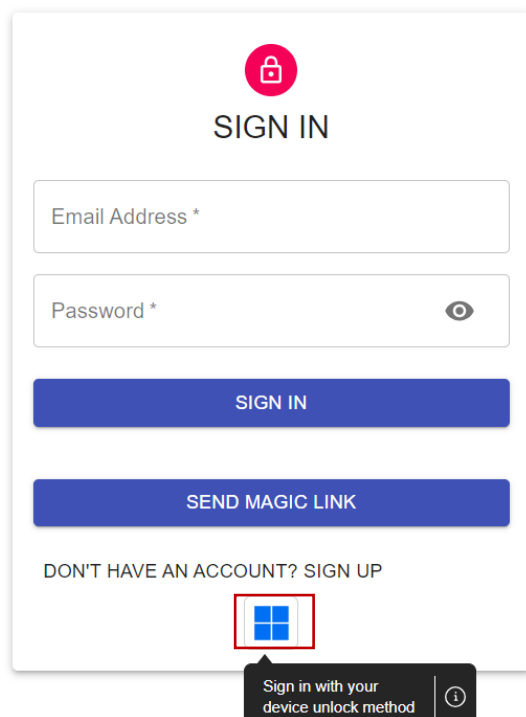 SIGN IN
Email Address *
Password *
SIGN IN
SEND MAGIC LINK
DON'T HAVE AN ACCOUNT? SIGN UP
Sign in with your
device unlock method